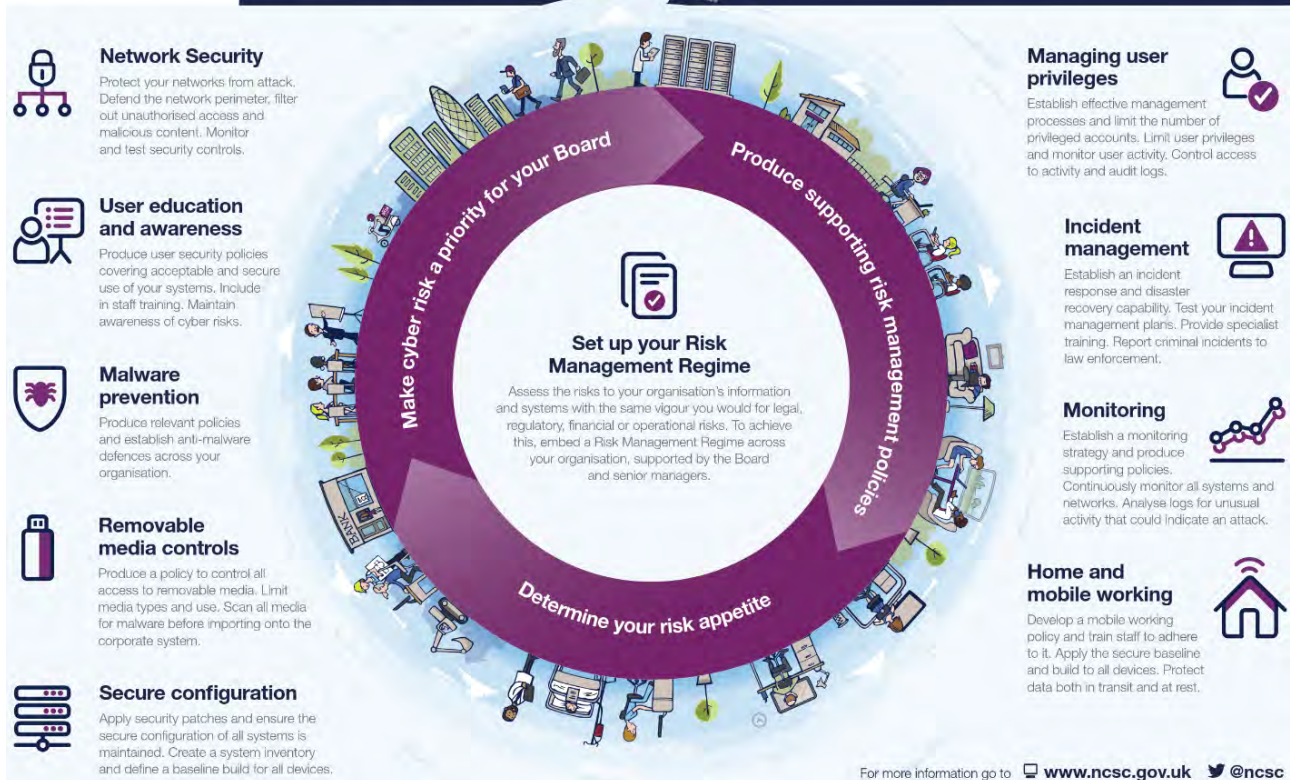 Network Security
Protect your networks from attack.
Defend the network perimeter, filter
out unauthorised access and
malicious content. Monitor
and test security controls.
User education
and awareness
Produce user security policies
covering acceptable and secure
use of your systems. Include
in staff training. Maintain
awareness of cyber risks.
Malware
prevention
Produce relevant policies
and establish anti-malware
defences across your
organisation.
Removable
media controls
Produce a policy to control all
access to removable media. Limit
media types and use. Scan all media
for malware before importing onto the
corporate system.
Secure configuration
Apply security patches and ensure the
secure configuration of all systems is
maintained. Create a system inventory
and define a baseline build for all devices.
Make cyber risk a priority for your Board
Produce supporting risk management policies
Determine your risk appetite
BANK
Set up your Risk
Management Regime
Assess the risks to your organisation's information
and systems with the same vigour you would for legal,
regulatory, financial or operational risks. To achieve
this, embed a Risk Management Regime across
your organisation, supported by the Board
and senior managers.
Managing user
privileges
Establish effective management
processes and limit the number of
privileged accounts. Limit user privileges
and monitor user activity. Control access
to activity and audit logs.
Incident
management
Establish an incident
response and disaster
recovery capability. Test your incident
management plans. Provide specialist
training. Report criminal incidents to
law enforcement.
Monitoring
Establish a monitoring
strategy and produce
supporting policies.
Continuously monitor all systems and
networks. Analyse logs for unusual
activity that could indicate an attack.
Home and
mobile working
Develop a mobile working
policy and train staff to adhere
to it. Apply the secure baseline
and build to all devices. Protect
data both in transit and at rest.
For more information go to www.ncsc.gov.uk @ncsc